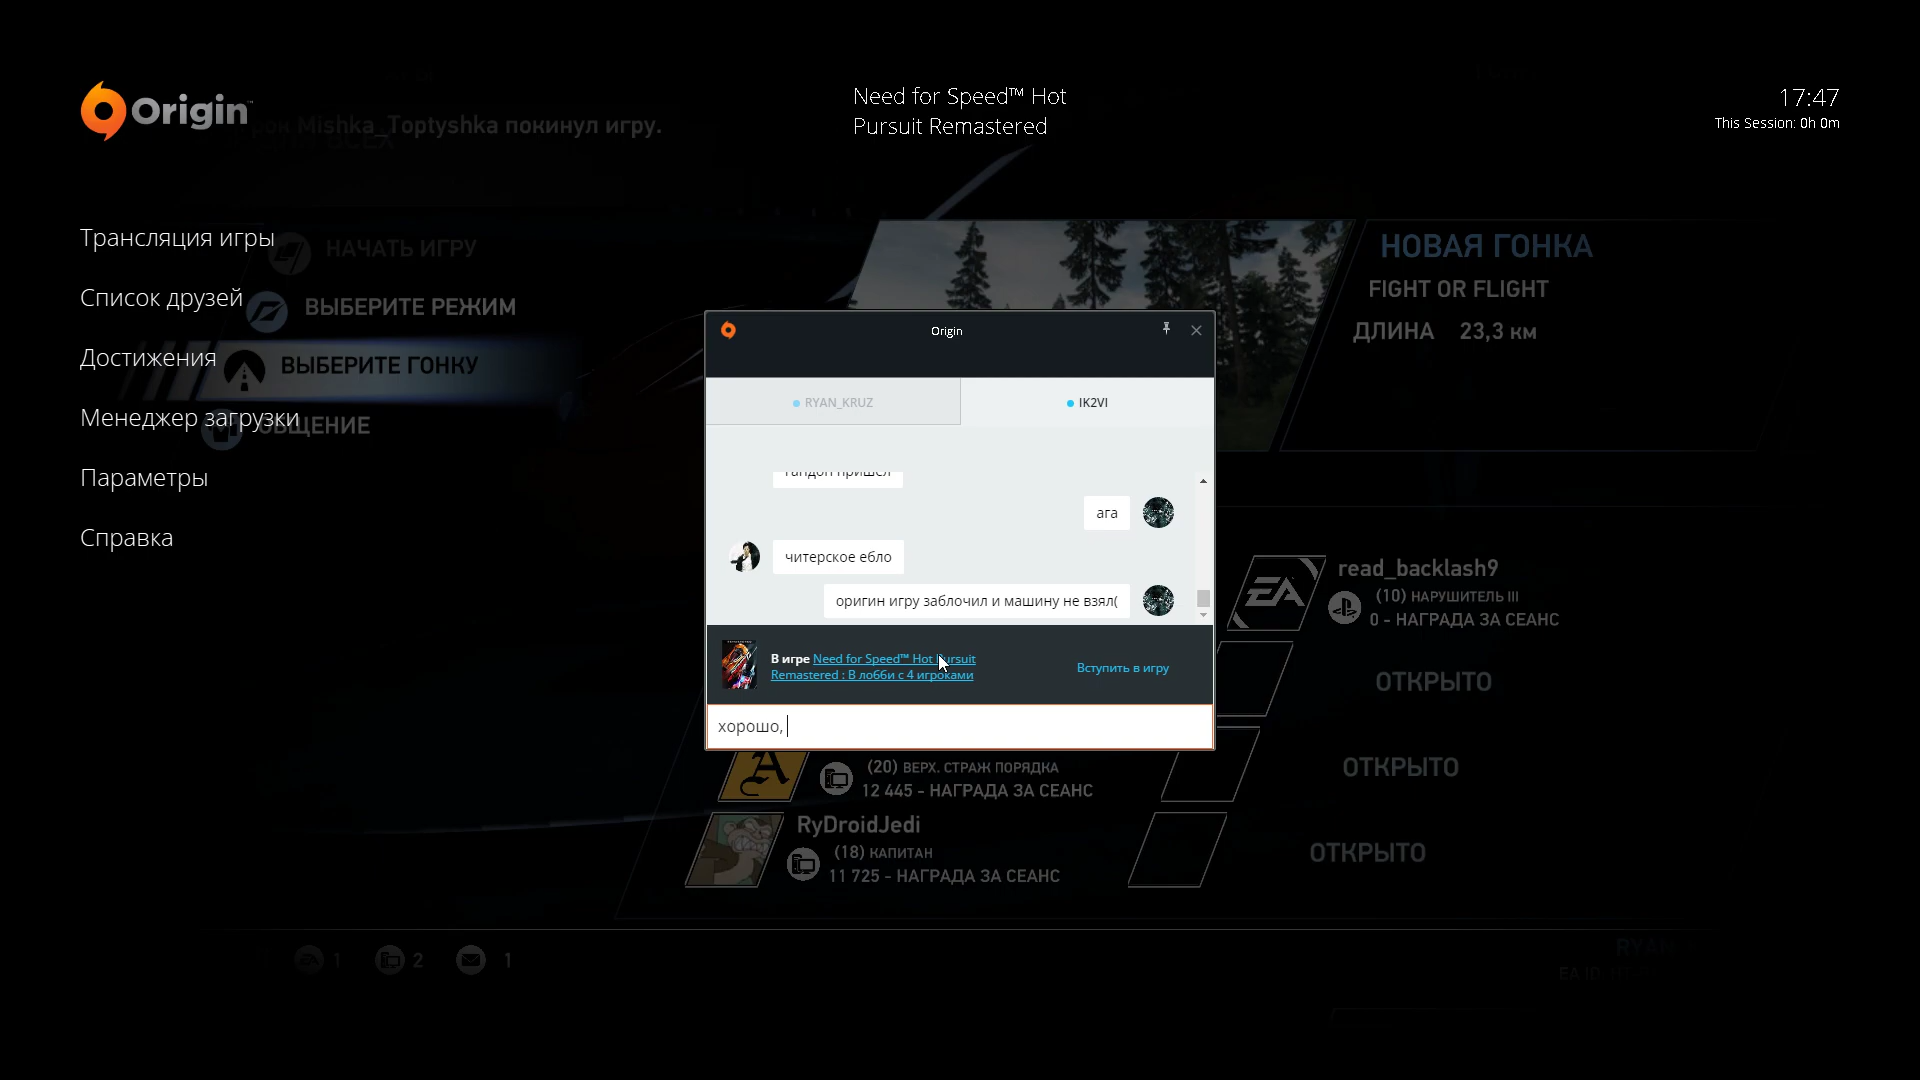 Origin
Mishka_Toptyshka покинул игру.
Need for Speed™ Hot
Pursuit Remastered
17:47
This Session: 0h 0m
Трансляция игры
Список друзей
Достижения
Менеджер загрузки
Параметры
Справка
НАЧАТЬ ИГРУ
ВЫБЕРИТЕ РЕЖИМ
ВЫБЕРИТЕ ГОНКУ
ОБЩЕНИЕ
НОВАЯ ГОНКА
FIGHT OR FLIGHT
ДЛИНА 23,3 км
Origin
RYAN_KRUZ
IK2VI
ага
читерское ебло
оригин игру заблочил и машину не взял(
В игре Need for Speed™ Hot Pursuit
Remastered : В лобби с 4 игроками
Вступить в игру
хорошо,
EA
read_backlash9
(10) НАРУШИТЕЛЬ III
0 - НАГРАДА ЗА СЕАНС
ОТКРЫТО
A
(20) ВЕРХ. СТРАЖ ПОРЯДКА
12 445 - НАГРАДА ЗА СЕАНС
ОТКРЫТО
RyDroidJedi
(18) КАПИТАН
11 725 - НАГРАДА ЗА СЕАНС
ОТКРЫТО
1
2
1